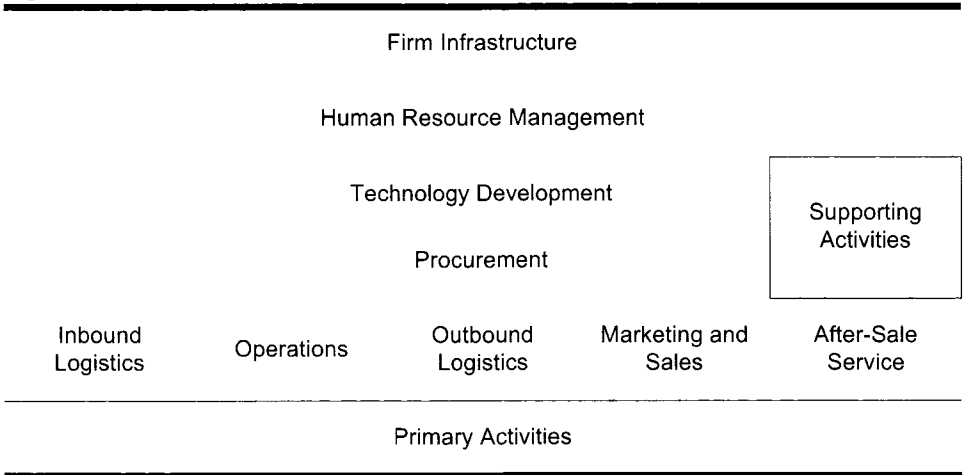 Firm Infrastructure
Human Resource Management
Technology Development
Supporting
Activities
Procurement
Inbound
Logistics
Operations
Outbound
Logistics
Marketing and
Sales
After-Sale
Service
Primary Activities